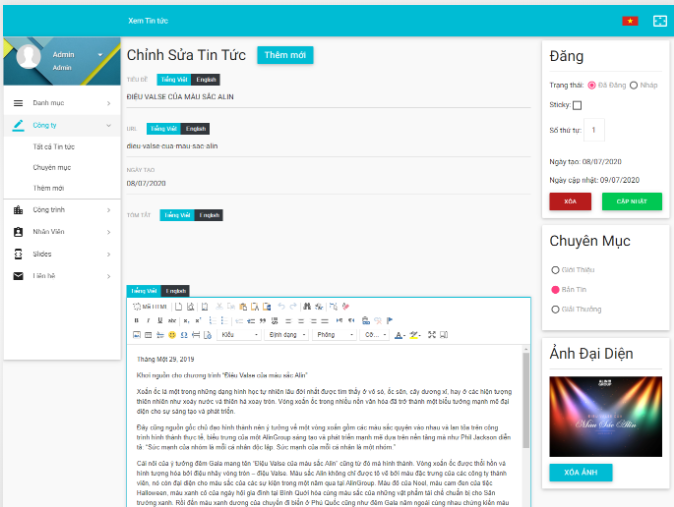 Xem Tin tức
Admin
Admin
Danh mục
Công ty
Tất cả Tin tức
Chuyên mục
Thêm mới
Công trình
Nhân Viên
Slides
Liên hệ
Chỉnh Sửa Tin Tức
Thêm mới
TIÊU ĐỀ Tiếng Việt English
ĐIỆU VALSE CỦA MÀU SẮC ALIN
URL Tiếng Việt English
dieu-valse-cua-mau-sac-alin
NGÀY TẠO
08/07/2020
TÓM TẮT Tiếng Việt English
Tiếng Việt English
Mã HTML
Kiểu Định dạng Phông Cỡ...
Tháng Một 29, 2019
Khơi nguồn cho chương trình "Điệu Valse của màu sắc Alin"
Xoắn ốc là một trong những dạng hình học tự nhiên lâu đời nhất được tìm thấy ở vỏ sò, ốc sên, cây dương xỉ, hay ở các hiện tượng
thiên nhiên như xoáy nước và thiên hà xoay tròn. Vòng xoắn ốc trong nhiều nền văn hóa đã trở thành một biểu tượng mạnh mẽ đại
diện cho sự sáng tạo và phát triển.
Đây cũng nguồn gốc chủ đạo hình thành nên ý tưởng về một vòng xoắn gồm các màu sắc quyện vào nhau và lan tỏa trên công
trình hình thành thực tế, biểu trưng của một AlinGroup sáng tạo và phát triển mạnh mẽ dựa trên nền tảng mà như Phil Jackson diễn
tả: "Sức mạnh của nhóm là mỗi cá nhân độc lập. Sức mạnh của mỗi cá nhân là một nhóm".
Cái nôi của ý tưởng đêm Gala mang tên "Điệu Valse của màu sắc Alin" cũng từ đó mà hình thành. Vòng xoắn ốc được thổi hồn và
hình tượng hóa bởi điệu nhảy vòng tròn – điệu Valse. Màu sắc Alin không chỉ được tô vẽ bởi màu đặc trưng của các công ty thành
viên, nó còn đại diện cho màu sắc của các sự kiện trong một năm qua tại AlinGroup. Màu đỏ của Noel, màu cam đen của tiệc
Halloween, màu xanh cỏ của ngày hội gia đình tại Bình Quới hòa cùng màu sắc của những vật phẩm tái chế chuẩn bị cho Sân
trường xanh. Rồi đến màu xanh dương của chuyến đi biển ở Phú Quốc cũng như đêm Gala năm ngoái cùng nhau chứng kiến màu
Đăng
Trạng thái: Đã Đăng Nháp
Sticky:
Số thứ tự: 1
Ngày tạo: 08/07/2020
Ngày cập nhật: 09/07/2020
XÓA CẬP NHẬT
Chuyên Mục
Giới Thiệu
Bản Tin
Giải Thưởng
Ảnh Đại Diện
ALIN
GROUP
Màu Sắc Alin
XÓA ẢNH